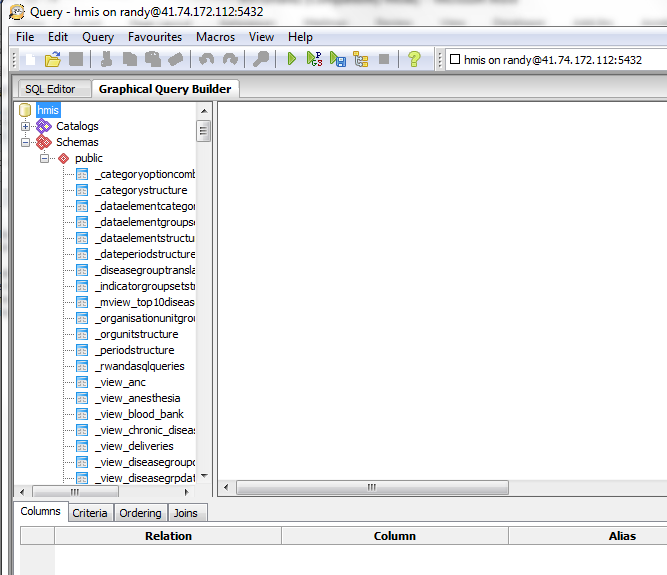 Query - hmis on randy@41.74.172.112:5432
File Edit Query Favourites Macros View Help
hmis on randy@41.74.172.112:5432
SQL Editor Graphical Query Builder
hmis
Catalogs
Schemas
public
_categoryoptioncomb
_categorystructure
_dataelementcatego
_dataelementgroups
_dataelementstructu
_dateperiodstructure
_diseasegrouptransla
_indicatorgroupsetst
_mview_top10diseas
_organisationunitgro
_orgunitstructure
_periodstructure
_rwandasqlqueries
_view_anc
_view_anesthesia
_view_blood_bank
_view_chronic_diseas
_view_deliveries
_view_diseasegroup
_view_diseasegrpdat
Columns Criteria Ordering Joins
Relation Column Alias